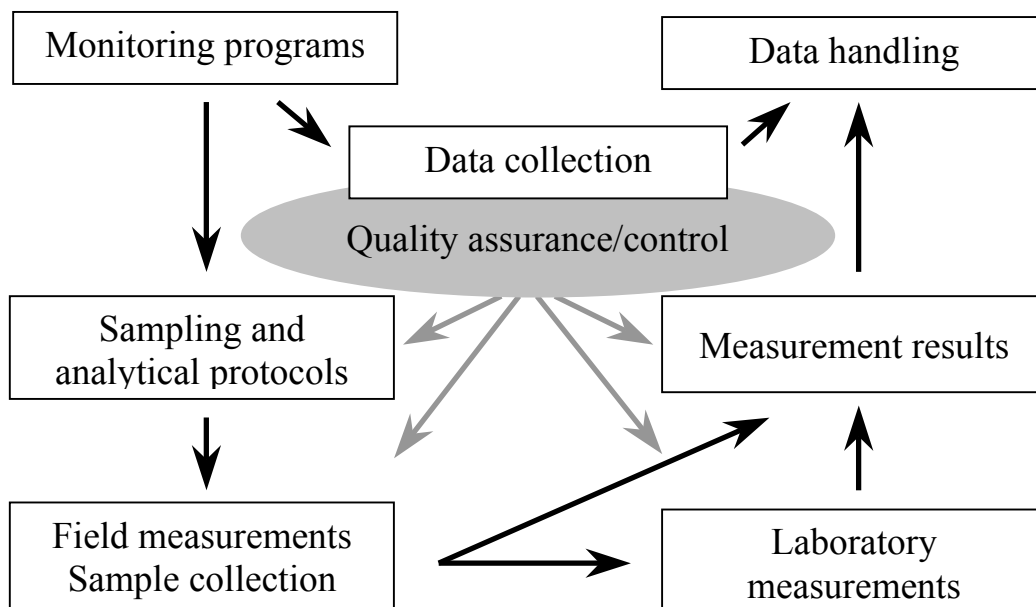 Monitoring programs
Data handling
Data collection
Quality assurance/control
Sampling and
analytical protocols
Measurement results
Field measurements
Sample collection
Laboratory
measurements